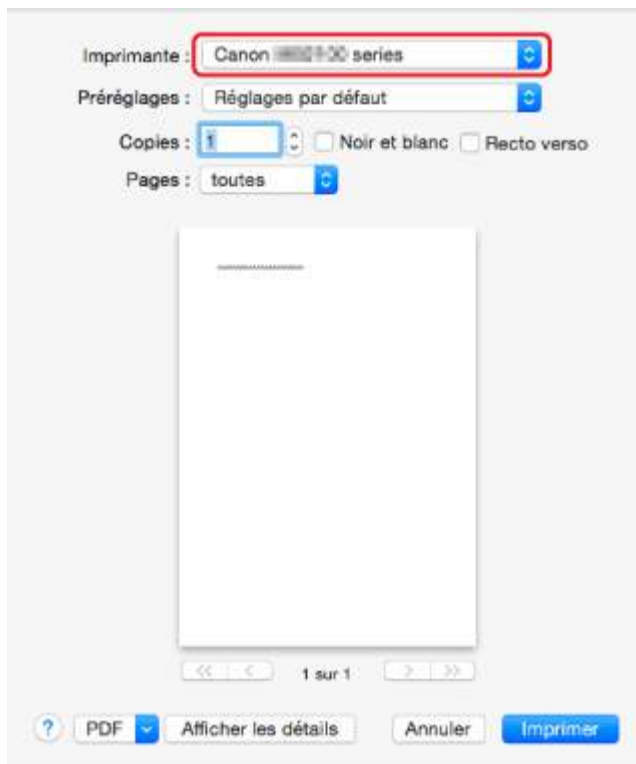 Imprimante : Canon series
Préréglages : Réglages par défaut
Copies : 1 Noir et blanc Recto verso
Pages : toutes
<< < 1 sur 1 > >>
? PDF Afficher les détails Annuler Imprimer